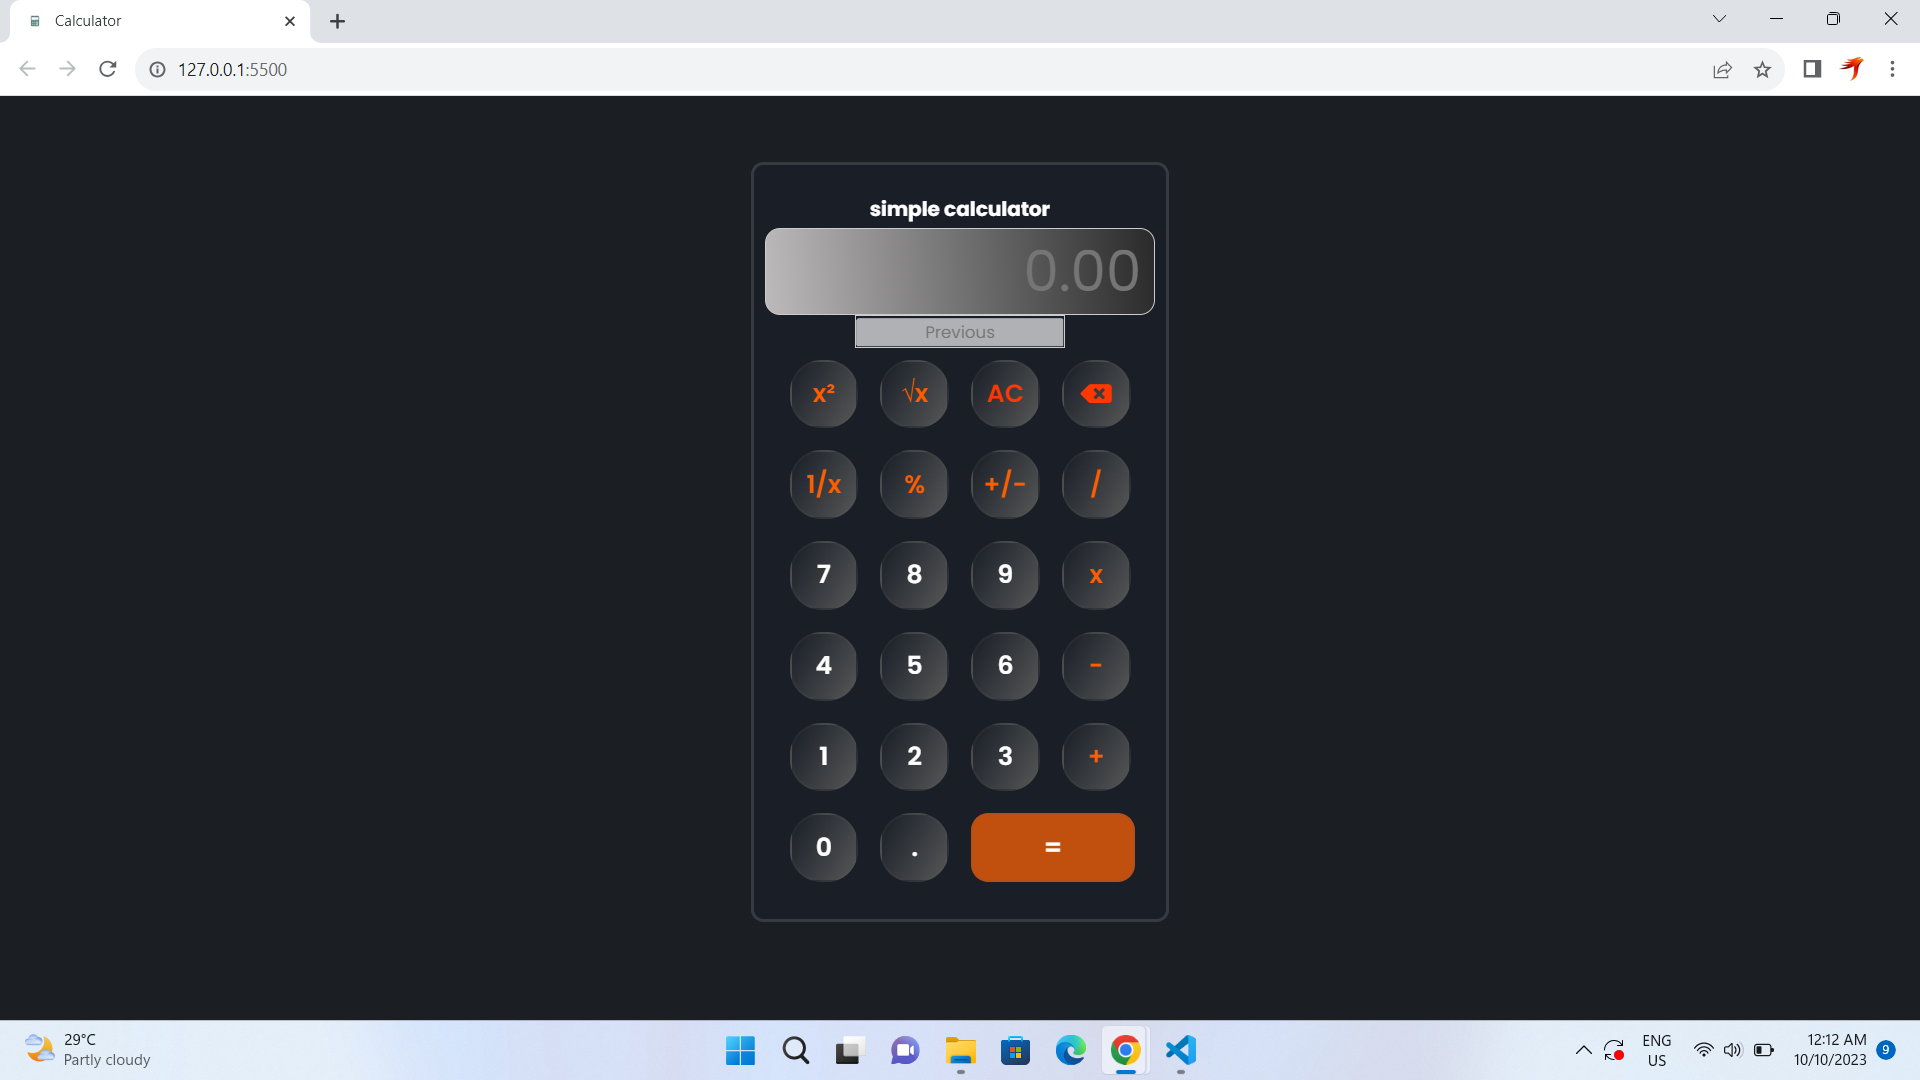 Calculator
127.0.0.1:5500
simple calculator
0.00
Previous
x² √x AC
1/x % +/- /
7 8 9 x
4 5 6 -
1 2 3 +
0 . =
29°C
Partly cloudy
ENG
US
12:12 AM
10/10/2023
9